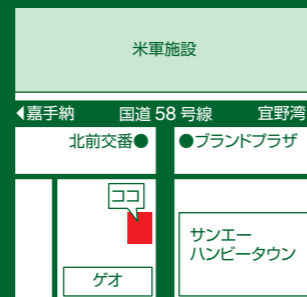 米軍施設
◀嘉手納 国道58号線 宜野湾
北前交番● ●ブランドプラザ
ココ
サンエー
ハンビータウン
ゲオ